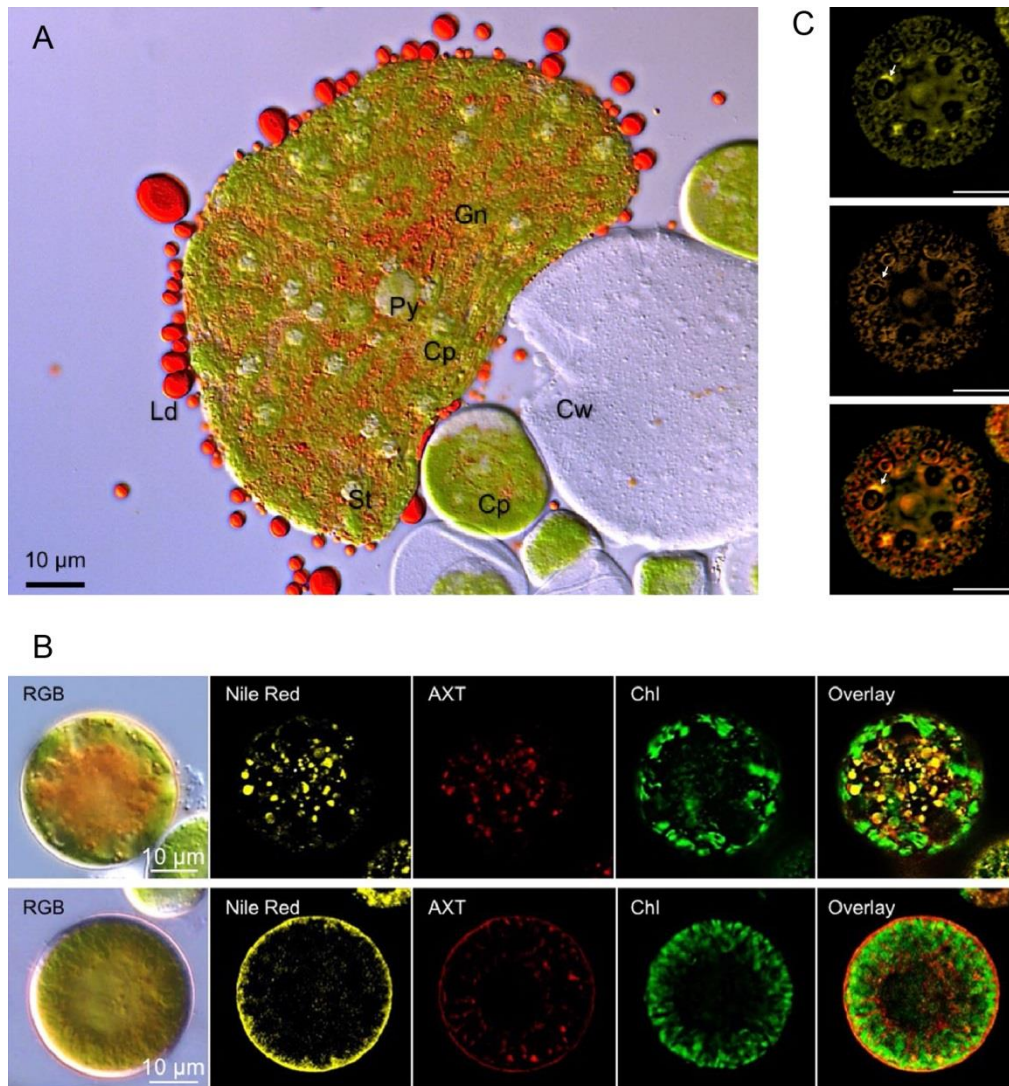 A
C
Gn
Py
Cp
Ld
Cw
St
Cp
10 µm
B
RGB
Nile Red
AXT
Chl
Overlay
10 µm
RGB
Nile Red
AXT
Chl
Overlay
10 µm